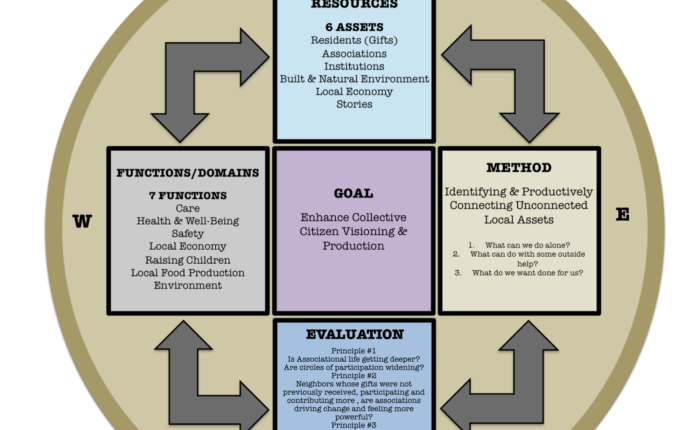 RESOURCES
6 ASSETS
Residents (Gifts)
Associations
Institutions
Built & Natural Environment
Local Economy
Stories
W
FUNCTIONS/DOMAINS
7 FUNCTIONS
Care
Health & Well-Being
Safety
Local Economy
Raising Children
Local Food Production
Environment
GOAL
Enhance Collective
Citizen Visioning &
Production
METHOD
Identifying & Productively
Connecting Unconnected
Local Assets
1. What can we do alone?
2. What can do with some outside
help?
3. What do we want done for us?
E
EVALUATION
Principle #1
Is Associational life getting deeper?
Are circles of participation widening?
Principle #2
Neighbors whose gifts were not
previously received, participating and
contributing more , are associations
driving change and feeling more
powerful?
Principle #3